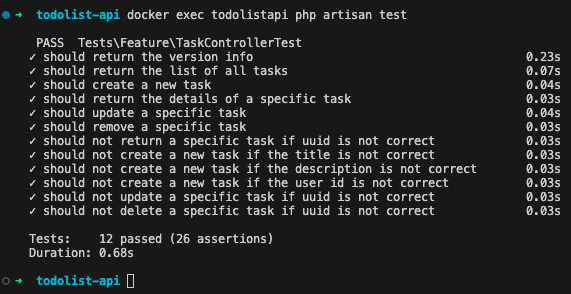 ➜ todolist-api docker exec todolistapi php artisan test
PASS Tests\Feature\TaskControllerTest
✓ should return the version info 0.23s
✓ should return the list of all tasks 0.07s
✓ should create a new task 0.04s
✓ should return the details of a specific task 0.03s
✓ should update a specific task 0.04s
✓ should remove a specific task 0.03s
✓ should not return a specific task if uuid is not correct 0.03s
✓ should not create a new task if the title is not correct 0.03s
✓ should not create a new task if the description is not correct 0.03s
✓ should not create a new task if the user id is not correct 0.03s
✓ should not update a specific task if uuid is not correct 0.03s
✓ should not delete a specific task if uuid is not correct 0.03s
Tests: 12 passed (26 assertions)
Duration: 0.68s
➜ todolist-api